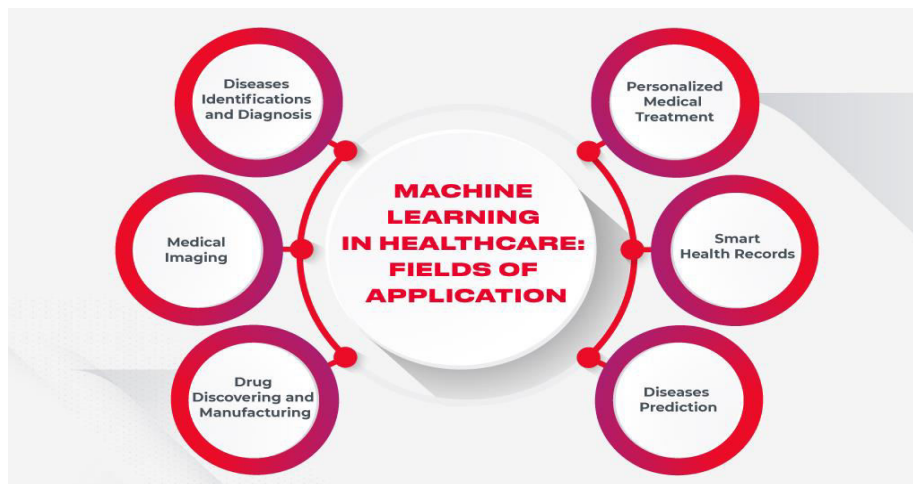 MACHINE
LEARNING
IN HEALTHCARE:
FIELDS OF
APPLICATION
Diseases
Identifications
and Diagnosis
Medical
Imaging
Drug
Discovering and
Manufacturing
Personalized
Medical
Treatment
Smart
Health Records
Diseases
Prediction